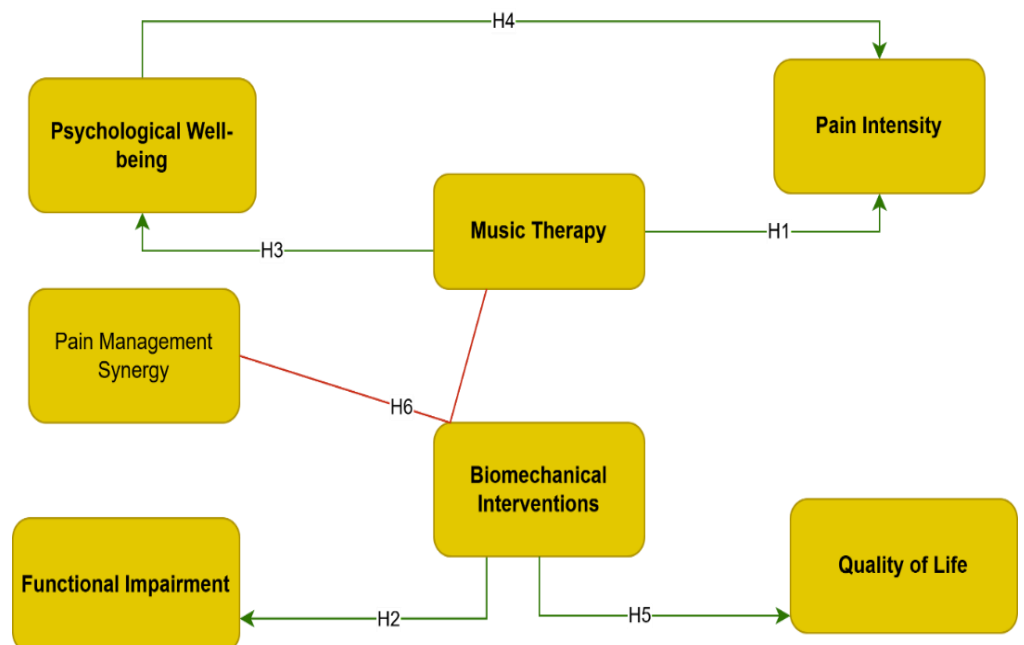 H4
Psychological Well-
being
Pain Intensity
Music Therapy
H3
H1
Pain Management
Synergy
H6
Biomechanical
Interventions
Functional Impairment
Quality of Life
H2
H5